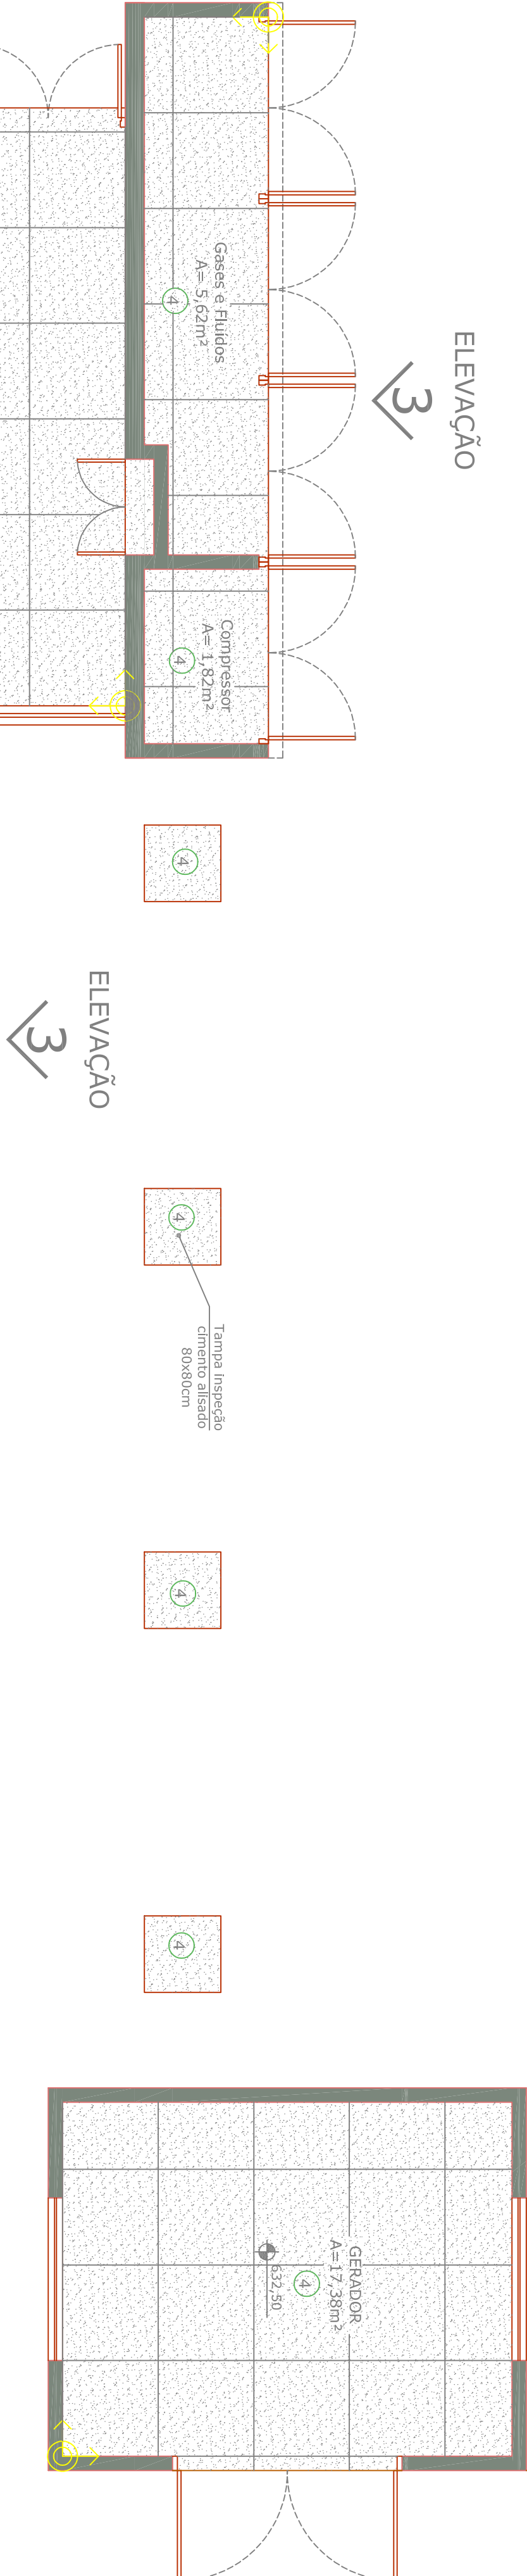 ELEVAÇÃO
3
Gases e Fluidos
A= 5,62m²
4
Compressor
A= 1,82m²
4
4
ELEVAÇÃO
3
4
Tampa inspeção
cimento alisado
80x80cm
4
4
GERADOR
A=17,38m²
4
632,50